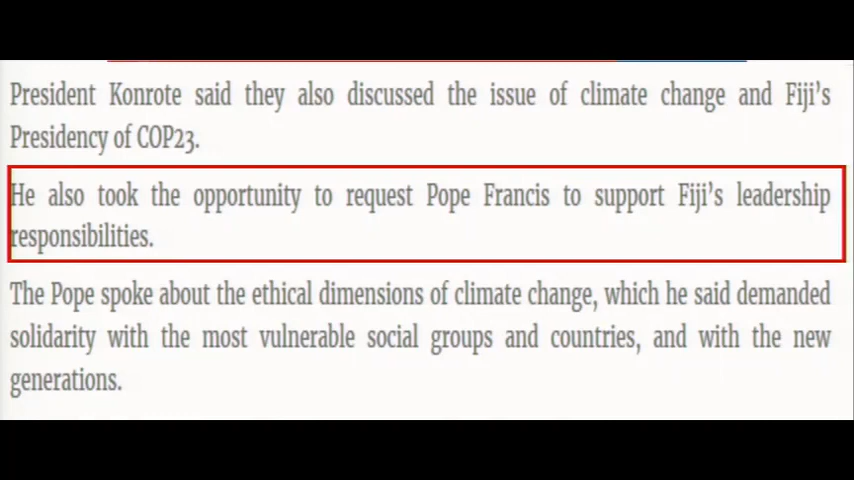 President Konrote said they also discussed the issue of climate change and Fiji's
Presidency of COP23.
He also took the opportunity to request Pope Francis to support Fiji's leadership
responsibilities.
The Pope spoke about the ethical dimensions of climate change, which he said demanded
solidarity with the most vulnerable social groups and countries, and with the new
generations.